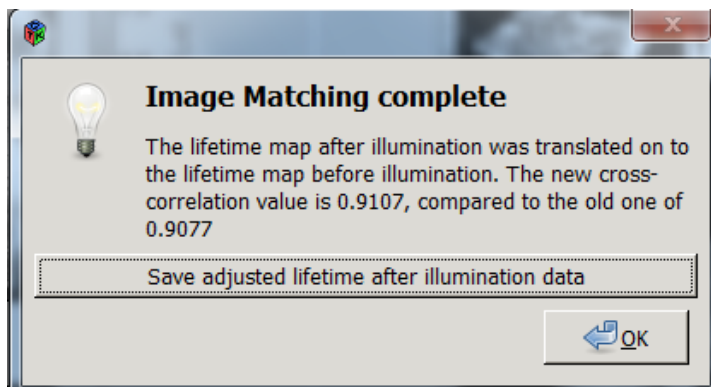 Image Matching complete
The lifetime map after illumination was translated on to
the lifetime map before illumination. The new cross-
correlation value is 0.9107, compared to the old one of
0.9077
Save adjusted lifetime after illumination data
OK